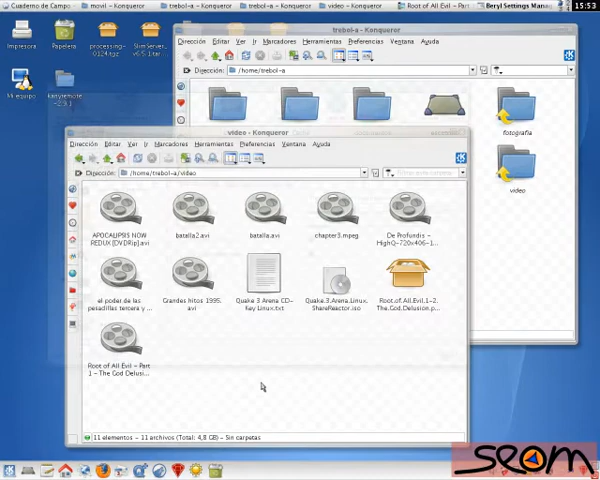 Cuaderno de Campo
movil – Konqueror
trebol-a – Konqueror
trebol-a – Konqueror
video – Konqueror
Root of All Evil - Part
Beryl Settings Manag
15:53
Impresora
Papelera
processing-
0124.tgz
SlimServer_
v6.5.1.tar...
Mi equipo
trebol-a – Konqueror
Dirección Editar Ver Ir Marcadores Herramientas Preferencias Ventana Ayuda
Dirección: /home/trebol-a
fotografia
video
video – Konqueror
Dirección Editar Ver Ir Marcadores Herramientas Preferencias Ventana Ayuda
Dirección: /home/trebol-a/video
APOCALIPSIS NOW
REDUX [DVDRip].avi
batalla2.avi
batalla.avi
chapter3.mpeg
De Profundis –
HighQ-720x406-1...
el poder de las
pesadillas tercera y ...
Grandes hitos 1995.
avi
Quake 3 Arena CD-
Key Linux.txt
Quake.3.Arena.Linux.
ShareReactor.iso
Root.of.All.Evil.1-2.
The.God.Delusion.p...
Root of All Evil – Part
1 – The God Delusi...
11 elementos – 11 archivos (Total: 4,8 GB) – Sin carpetas
seom